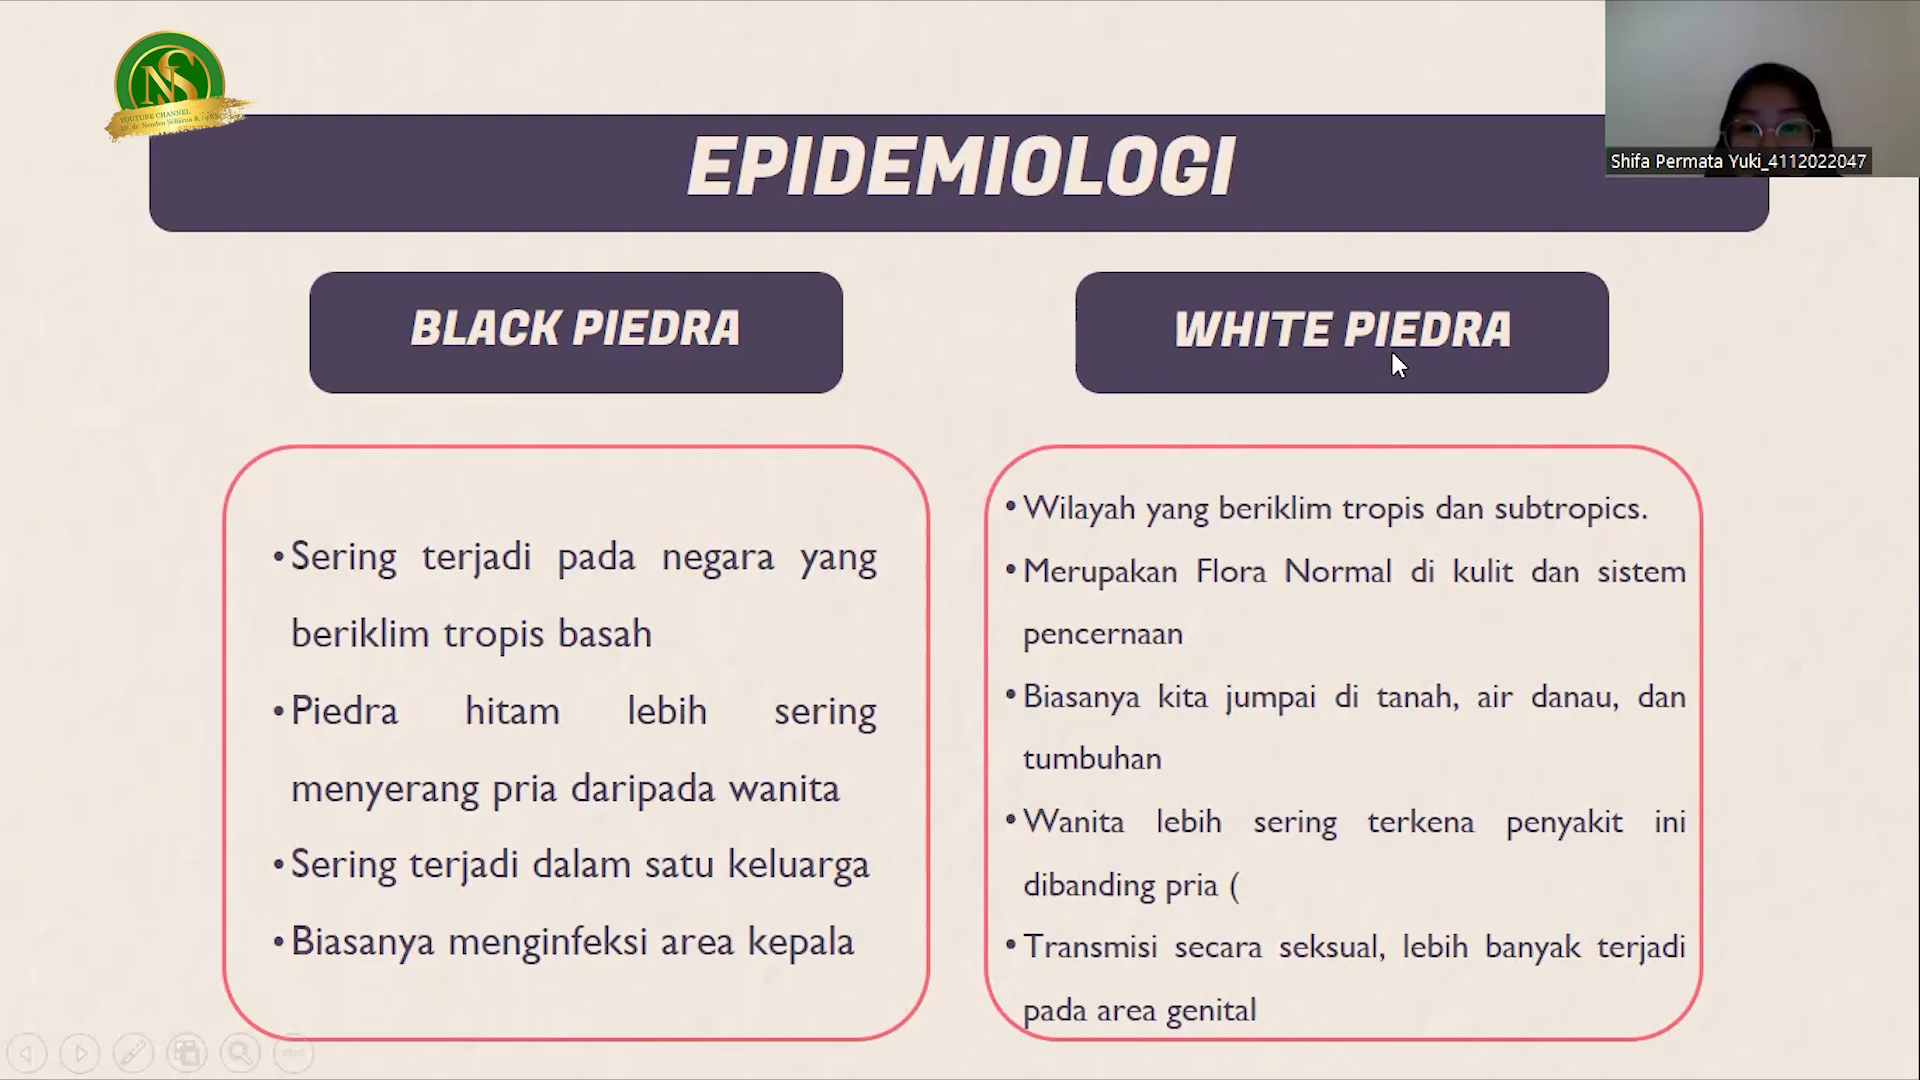 NS
YOUTUBE CHANNEL
EPIDEMIOLOGI
Shifa Permata Yuki_4112022047
BLACK PIEDRA
WHITE PIEDRA
•Sering terjadi pada negara yang
beriklim tropis basah
•Piedra hitam lebih sering
menyerang pria daripada wanita
•Sering terjadi dalam satu keluarga
•Biasanya menginfeksi area kepala
•Wilayah yang beriklim tropis dan subtropics.
•Merupakan Flora Normal di kulit dan sistem
pencernaan
•Biasanya kita jumpai di tanah, air danau, dan
tumbuhan
•Wanita lebih sering terkena penyakit ini
dibanding pria (
•Transmisi secara seksual, lebih banyak terjadi
pada area genital